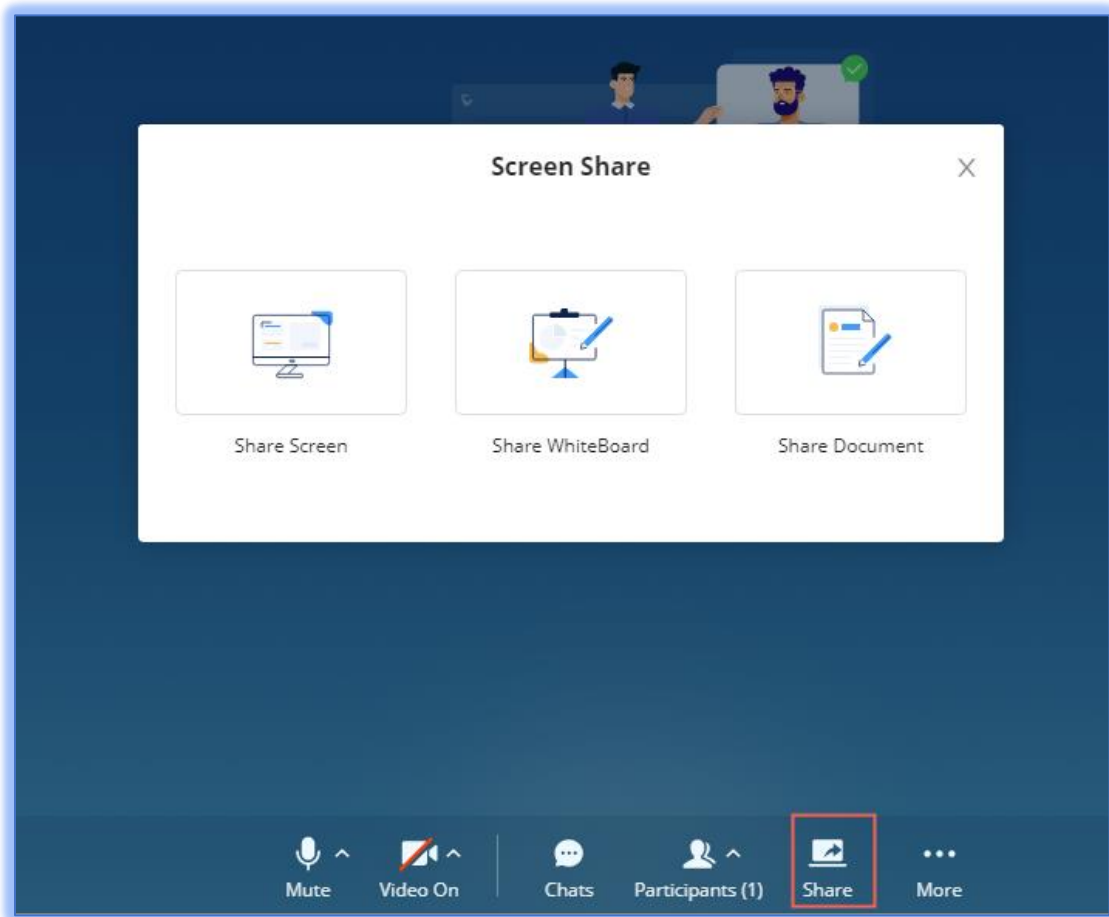 Screen Share
X
Share Screen
Share WhiteBoard
Share Document
Mute
Video On
Chats
Participants (1)
Share
More